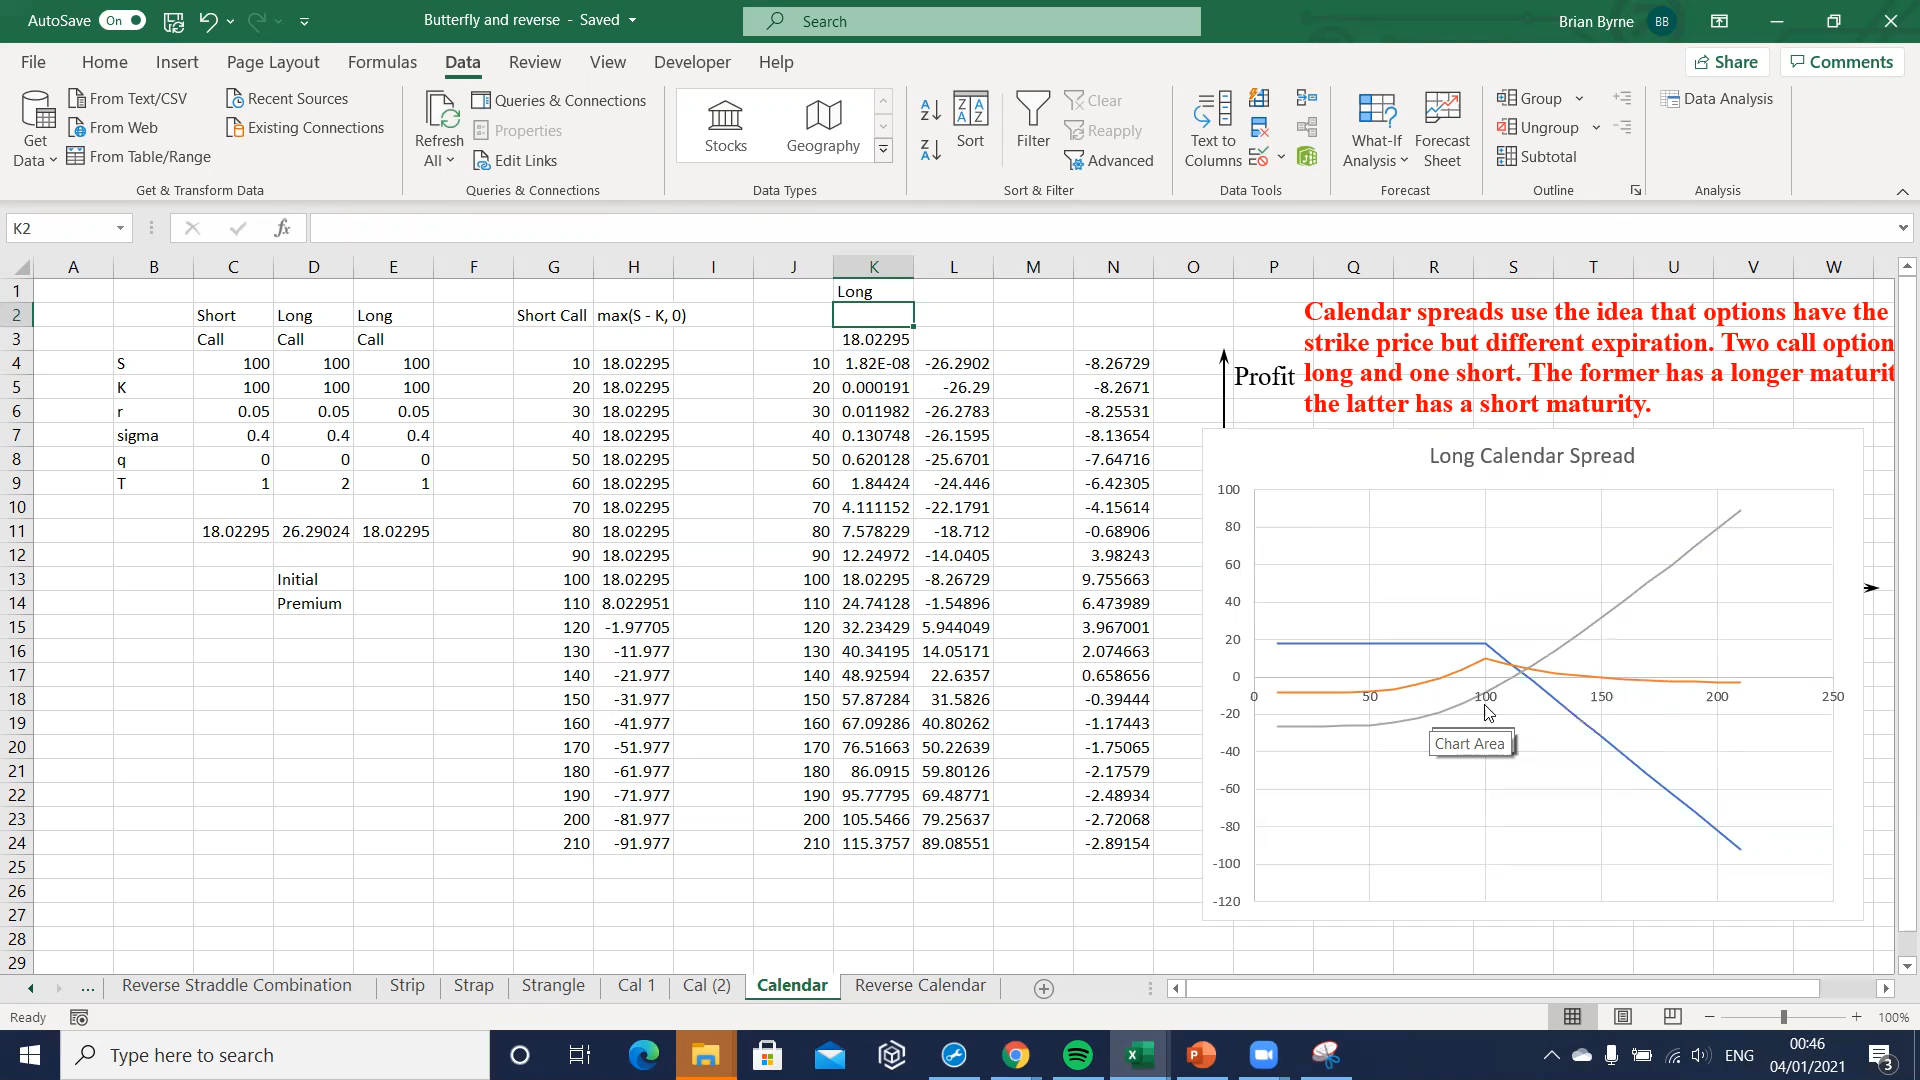 AutoSave On Butterfly and reverse - Saved Search Brian Byrne BB
File Home Insert Page Layout Formulas Data Review View Developer Help Share Comments
Get Data
From Text/CSV
From Web
From Table/Range
Recent Sources
Existing Connections
Get & Transform Data
Refresh All
Queries & Connections
Properties
Edit Links
Queries & Connections
Stocks Geography
Data Types
Sort Filter
Clear
Reapply
Advanced
Sort & Filter
Text to Columns
Data Tools
What-If Analysis
Forecast Sheet
Forecast
Group
Ungroup
Subtotal
Outline
Data Analysis
Analysis
K2 fx
A B C D E F G H I J K L M N O P Q R S T U V W
1 Long
2 Short Long Long Short Call max(S - K, 0)
3 Call Call Call 18.02295
4 S 100 100 100 10 18.02295 10 1.82E-08 -26.2902 -8.26729
5 K 100 100 100 20 18.02295 20 0.000191 -26.29 -8.2671
6 r 0.05 0.05 0.05 30 18.02295 30 0.011982 -26.2783 -8.25531
7 sigma 0.4 0.4 0.4 40 18.02295 40 0.130748 -26.1595 -8.13654
8 q 0 0 0 50 18.02295 50 0.620128 -25.6701 -7.64716
9 T 1 2 1 60 18.02295 60 1.84424 -24.446 -6.42305
10 70 18.02295 70 4.111152 -22.1791 -4.15614
11 18.02295 26.29024 18.02295 80 18.02295 80 7.578229 -18.712 -0.68906
12 90 18.02295 90 12.24972 -14.0405 3.98243
13 Initial 100 18.02295 100 18.02295 -8.26729 9.755663
14 Premium 110 8.022951 110 24.74128 -1.54896 6.473989
15 120 -1.97705 120 32.23429 5.944049 3.967001
16 130 -11.977 130 40.34195 14.05171 2.074663
17 140 -21.977 140 48.92594 22.6357 0.658656
18 150 -31.977 150 57.87284 31.5826 -0.39444
19 160 -41.977 160 67.09286 40.80262 -1.17443
20 170 -51.977 170 76.51663 50.22639 -1.75065
21 180 -61.977 180 86.0915 59.80126 -2.17579
22 190 -71.977 190 95.77795 69.48771 -2.48934
23 200 -81.977 200 105.5466 79.25637 -2.72068
24 210 -91.977 210 115.3757 89.08551 -2.89154
25
26
27
28
29
Profit
Calendar spreads use the idea that options have the
strike price but different expiration. Two call option
long and one short. The former has a longer maturit
the latter has a short maturity.
Long Calendar Spread
100
80
60
40
20
0
-20
-40
-60
-80
-100
-120
0 50 100 150 200 250
Chart Area
... Reverse Straddle Combination Strip Strap Strangle Cal 1 Cal (2) Calendar Reverse Calendar
Ready 100%
Type here to search ENG 00:46
04/01/2021
3